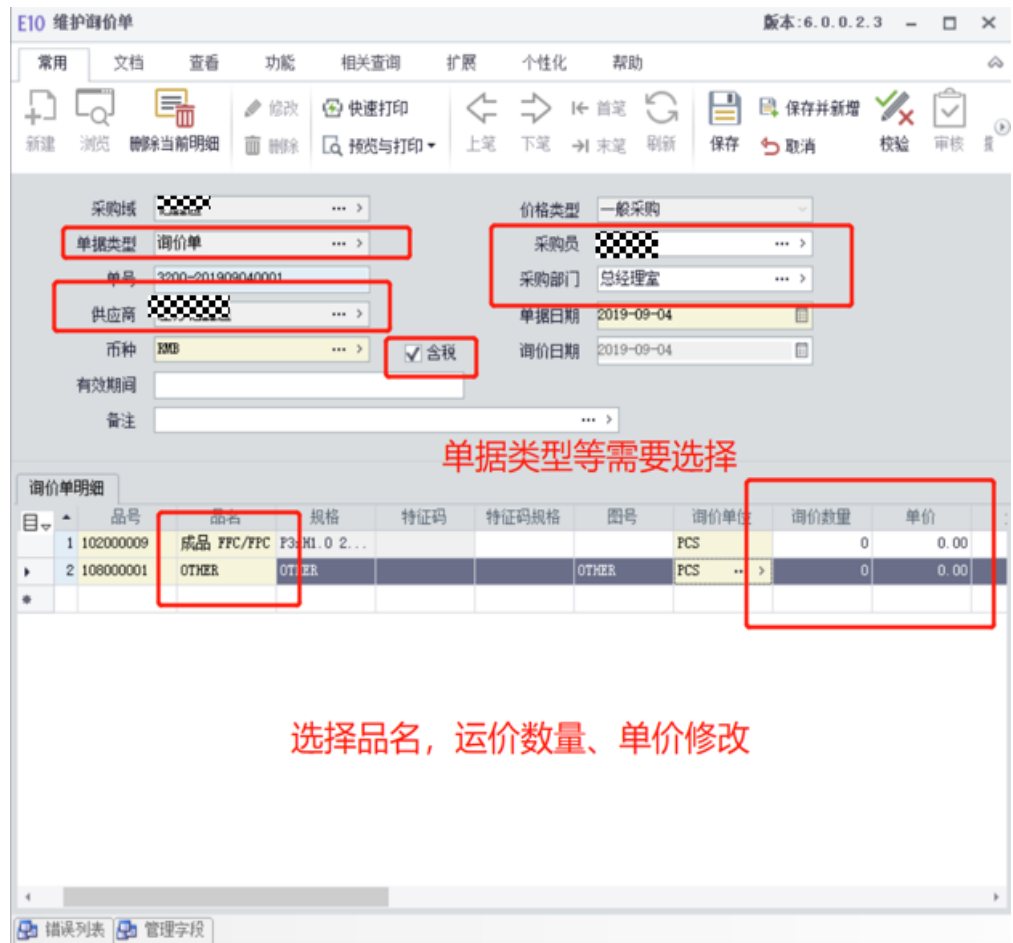 E10 维护询价单 版本:6.0.0.2.3
常用 文档 查看 功能 相关查询 扩展 个性化 帮助
新建 浏览 删除当前明细 修改 删除 快速打印 预览与打印 上笔 下笔 首笔 末笔 刷新 保存 保存并新增 取消 校验 审核
采购域 价格类型 一般采购
单据类型 询价单 采购员
单号 3200-201909040001 采购部门 总经理室
供应商 单据日期 2019-09-04
币种 RMB 含税 询价日期 2019-09-04
有效期间
备注
单据类型等需要选择
询价单明细
品号 品名 规格 特征码 特征码规格 图号 询价单位 询价数量 单价
1 102000009 成品 FFC/FPC PCS 0 0.00
2 108000001 OTHER OTHER OTHER PCS 0 0.00
选择品名，运价数量、单价修改
错误列表 管理字段